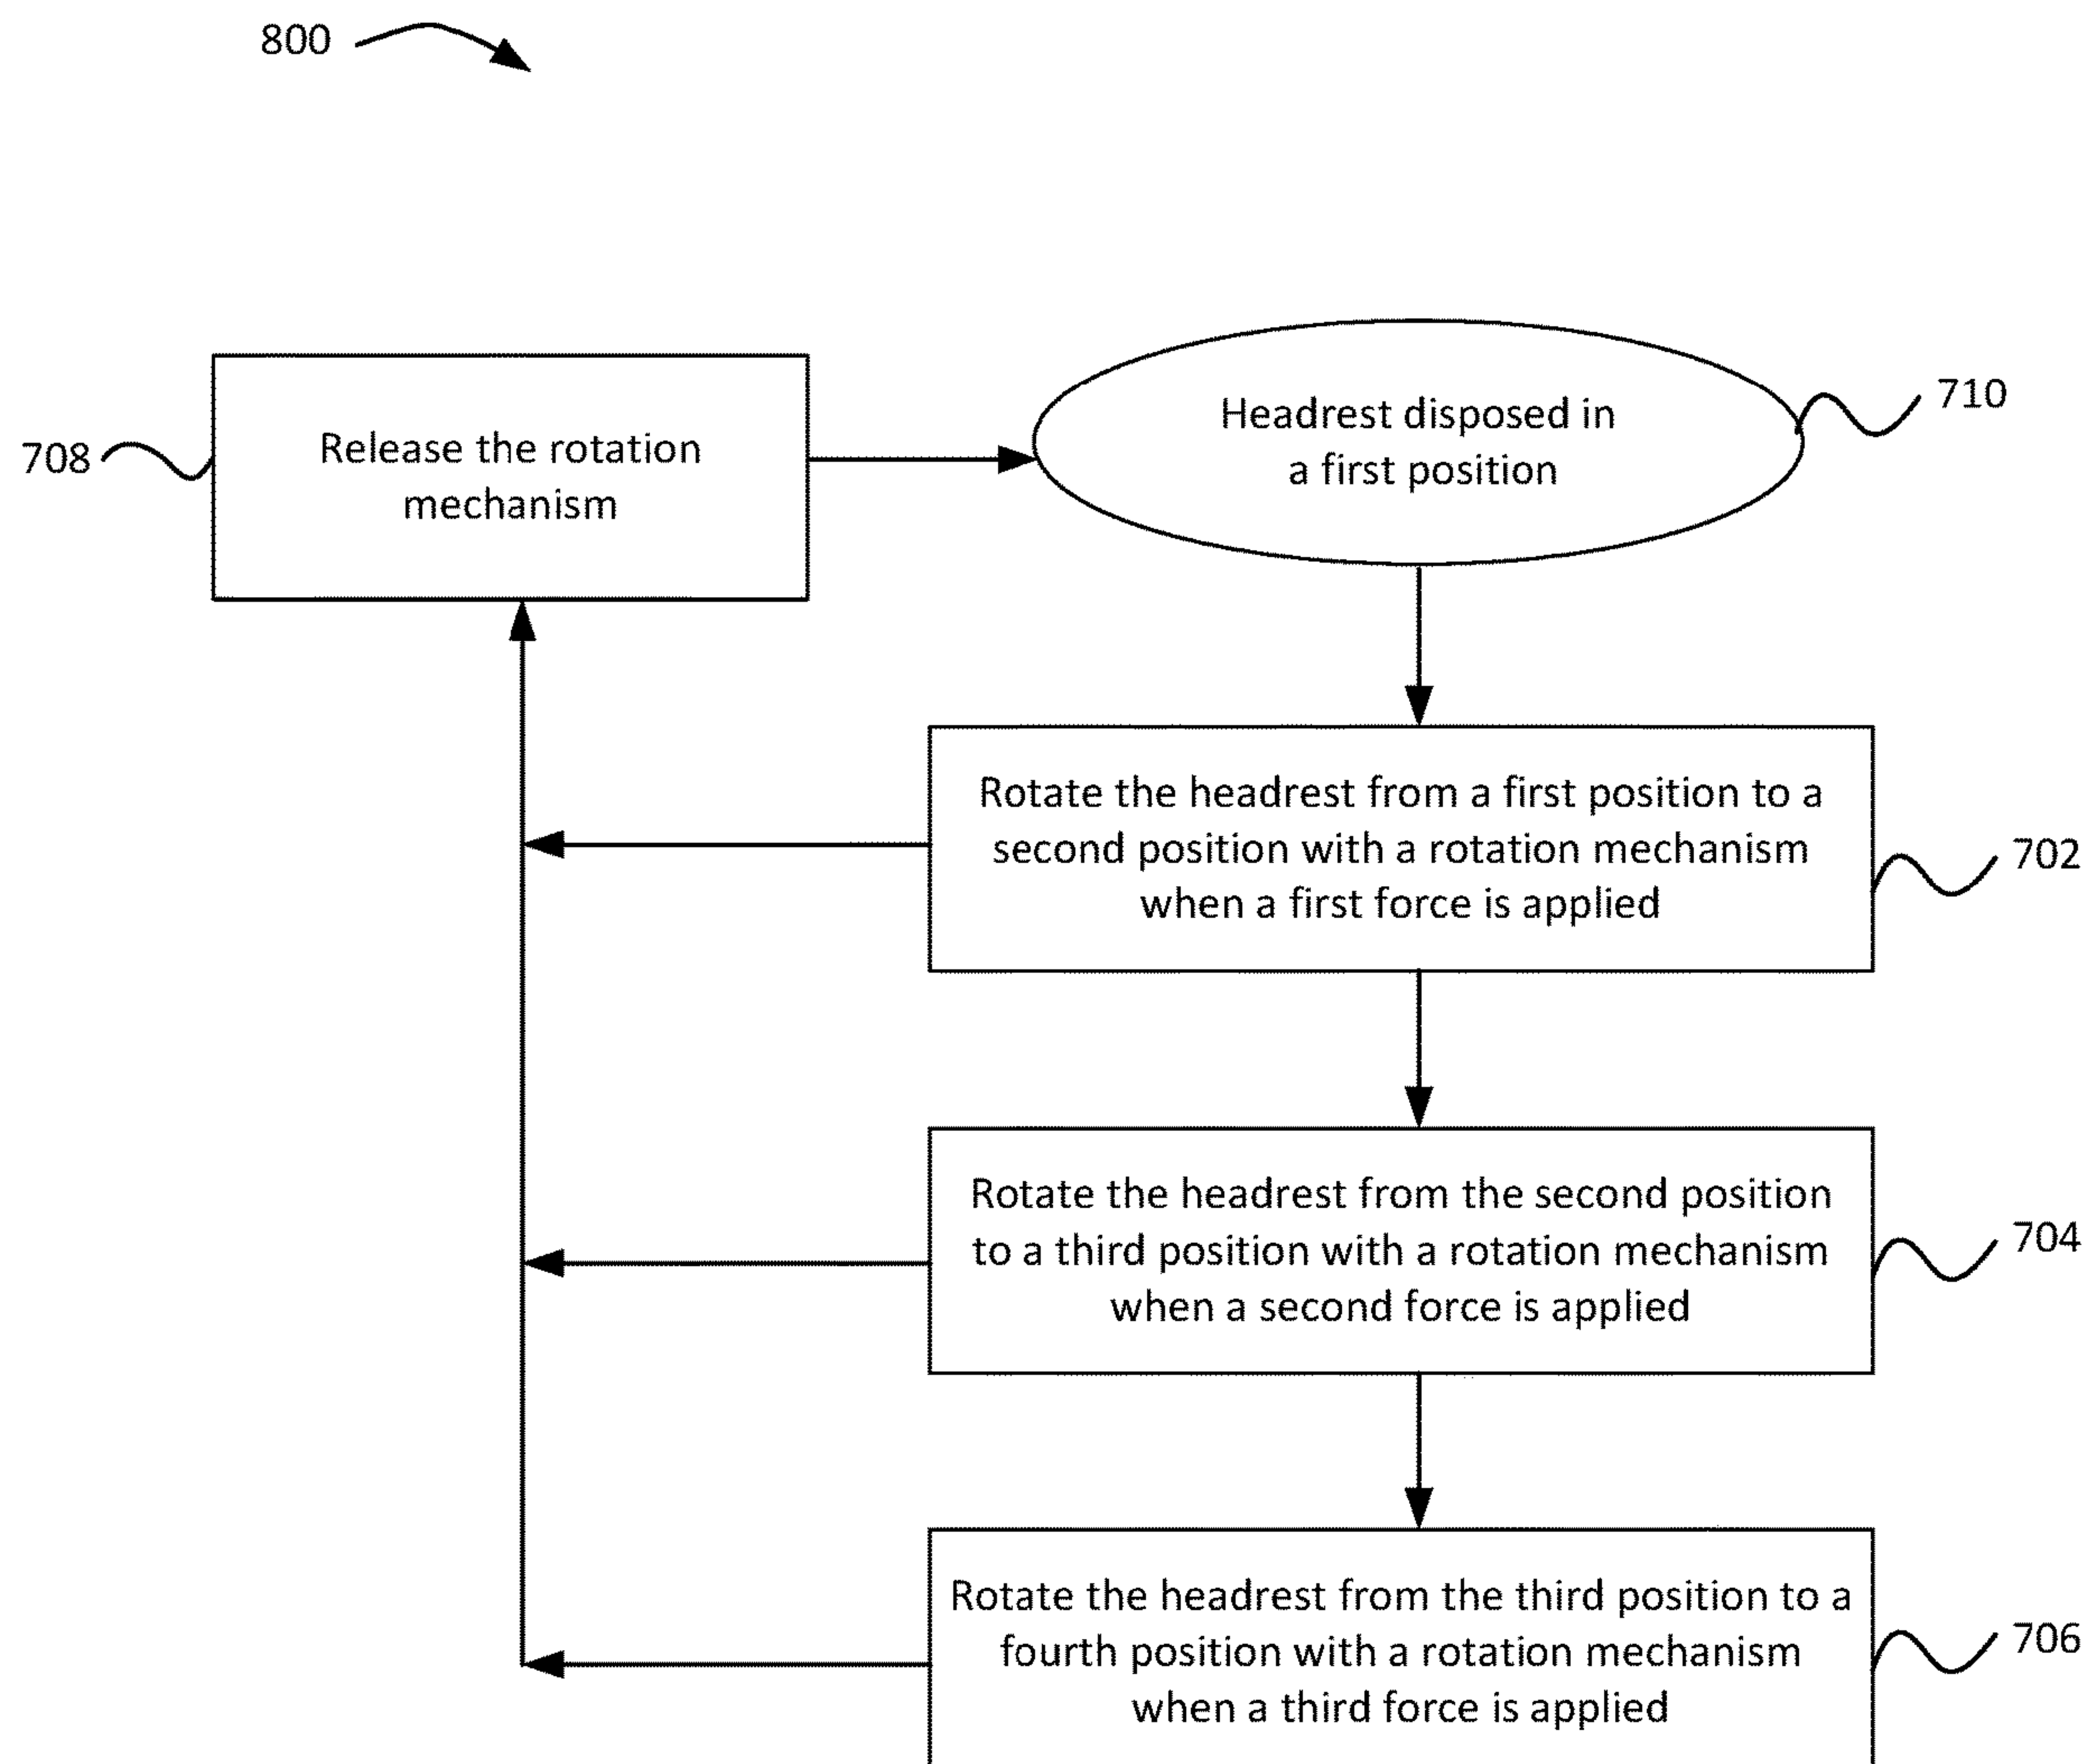 800
708
Release the rotation
mechanism
Headrest disposed in
a first position
710
Rotate the headrest from a first position to a
second position with a rotation mechanism
when a first force is applied
702
Rotate the headrest from the second position
to a third position with a rotation mechanism
when a second force is applied
704
Rotate the headrest from the third position to a
fourth position with a rotation mechanism
when a third force is applied
706